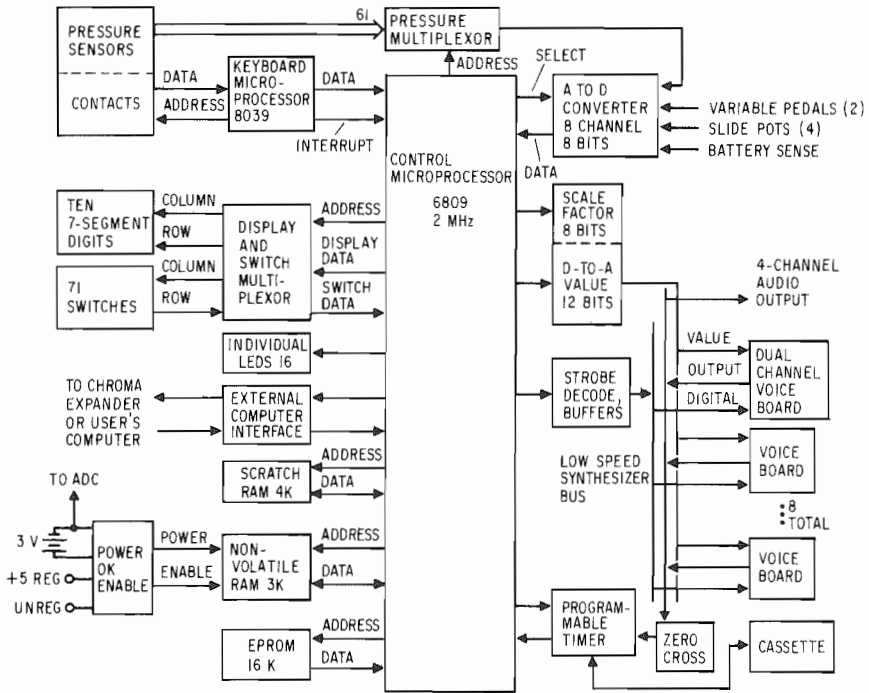 PRESSURE
SENSORS
CONTACTS
61
PRESSURE
MULTIPLEXOR
DATA
ADDRESS
KEYBOARD
MICRO-
PROCESSOR
8039
DATA
INTERRUPT
ADDRESS
SELECT
DATA
A TO D
CONVERTER
8 CHANNEL
8 BITS
VARIABLE PEDALS (2)
SLIDE POTS (4)
BATTERY SENSE
CONTROL
MICROPROCESSOR
6809
2 MHz
TEN
7-SEGMENT
DIGITS
COLUMN
ROW
71
SWITCHES
COLUMN
ROW
DISPLAY
AND
SWITCH
MULTI-
PLEXOR
ADDRESS
DISPLAY
DATA
SWITCH
DATA
SCALE
FACTOR
8 BITS
D-TO-A
VALUE
12 BITS
4-CHANNEL
AUDIO
OUTPUT
INDIVIDUAL
LEDS 16
VALUE
OUTPUT
DIGITAL
DUAL
CHANNEL
VOICE
BOARD
TO CHROMA
EXPANDER
OR USER'S
COMPUTER
EXTERNAL
COMPUTER
INTERFACE
STROBE
DECODE,
BUFFERS
LOW SPEED
SYNTHESIZER
BUS
VOICE
BOARD
8
TOTAL
VOICE
BOARD
SCRATCH
RAM 4K
ADDRESS
DATA
TO ADC
3 V
+5 REG
UNREG
POWER
OK
ENABLE
POWER
ENABLE
NON-
VOLATILE
RAM 3K
ADDRESS
DATA
EPROM
16 K
ADDRESS
DATA
PROGRAM-
MABLE
TIMER
ZERO
CROSS
CASSETTE